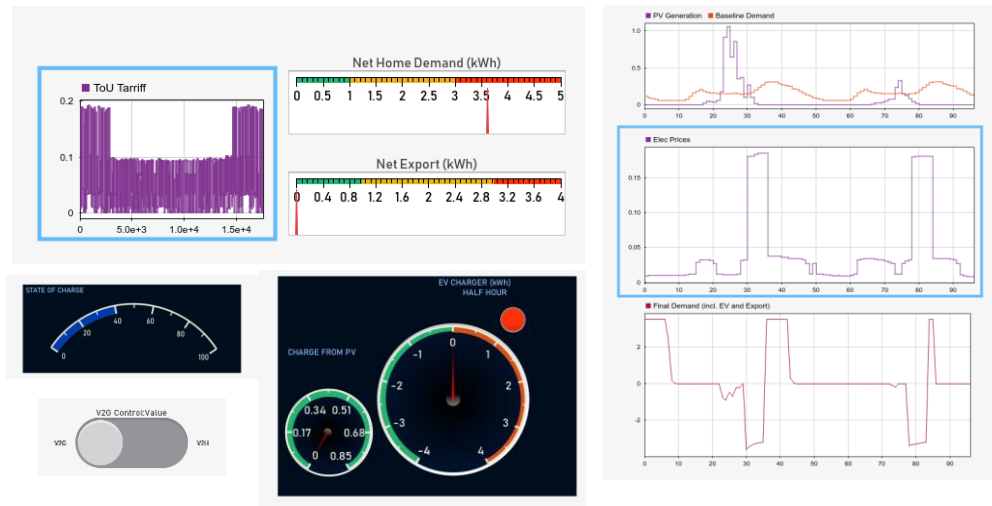 ToU Tarriff
0.2
0.1
0
0 5.0e+3 1.0e+4 1.5e+4
Net Home Demand (kWh)
0 0.5 1 1.5 2 2.5 3 3.5 4 4.5 5
Net Export (kWh)
0 0.4 0.8 1.2 1.6 2 2.4 2.8 3.2 3.6 4
STATE OF CHARGE
0 20 40 60 80 100
V2G Control:Value
V2G V2H
EV CHARGER (kWh)
HALF HOUR
CHARGE FROM PV
0 0.17 0.34 0.51 0.68 0.85
-4 -3 -2 -1 0 1 2 3 4
PV Generation Baseline Demand
1.0
0.5
0
0 10 20 30 40 50 60 70 80 90
Elec Prices
0.15
0.10
0.05
0
0 10 20 30 40 50 60 70 80 90
Final Demand (incl. EV and Export)
2
0
-2
0 10 20 30 40 50 60 70 80 90